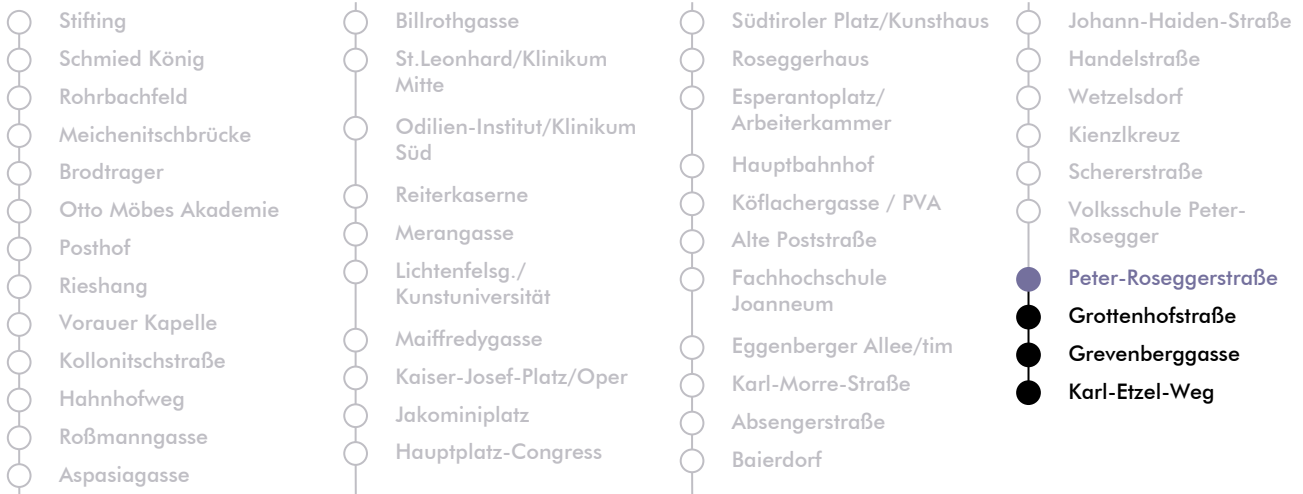 Stifting
Schmied König
Rohrbachfeld
Meichenitschbrücke
Brodtrager
Otto Möbes Akademie
Posthof
Rieshang
Vorauer Kapelle
Kollonitschstraße
Hahnhofweg
Roßmanngasse
Aspasiagasse
Billrothgasse
St.Leonhard/Klinikum
Mitte
Odilien-Institut/Klinikum
Süd
Reiterkaserne
Merangasse
Lichtenfelsg./
Kunstuniversität
Maiffredygasse
Kaiser-Josef-Platz/Oper
Jakominiplatz
Hauptplatz-Congress
Südtiroler Platz/Kunsthaus
Roseggerhaus
Esperantoplatz/
Arbeiterkammer
Hauptbahnhof
Köflachergasse / PVA
Alte Poststraße
Fachhochschule
Joanneum
Eggenberger Allee/tim
Karl-Morre-Straße
Absengerstraße
Baierdorf
Johann-Haiden-Straße
Handelstraße
Wetzelsdorf
Kienzlkreuz
Schererstraße
Volksschule Peter-
Rosegger
Peter-Roseggerstraße
Grottenhofstraße
Grevenberggasse
Karl-Etzel-Weg